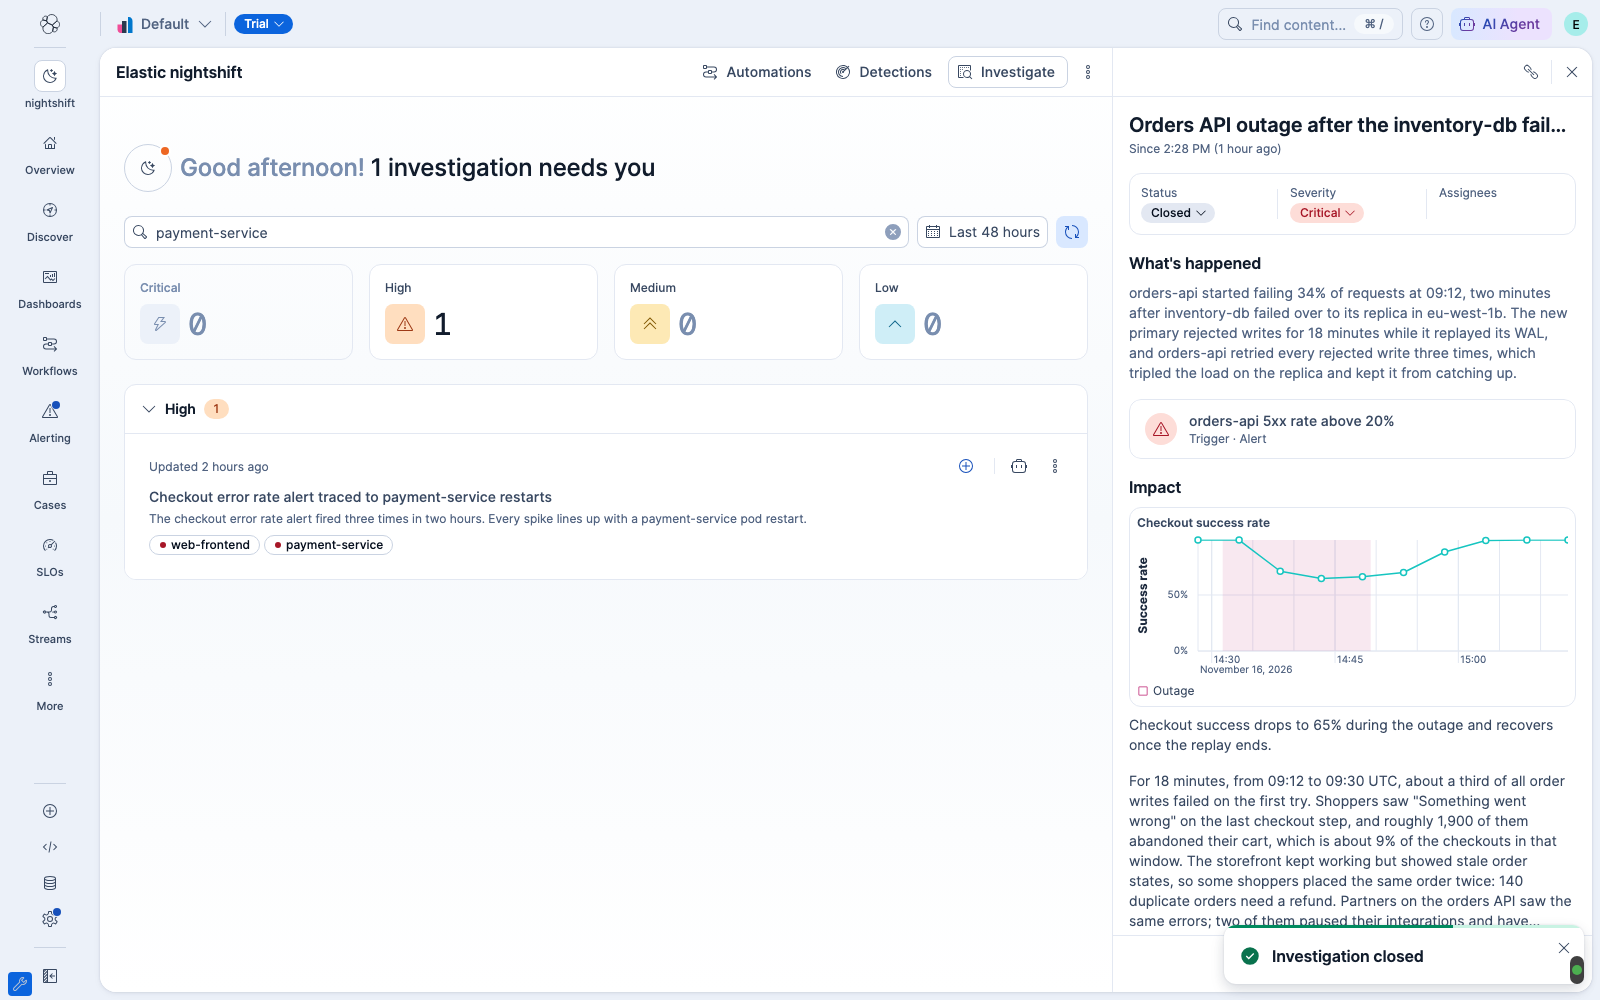 Default
Trial
Find content...
⌘ /
AI Agent
E
nightshift
Overview
Discover
Dashboards
Workflows
Alerting
Cases
SLOs
Streams
More
Elastic nightshift
Automations
Detections
Investigate
Good afternoon! 1 investigation needs you
payment-service
Last 48 hours
Critical
0
High
1
Medium
0
Low
0
High 1
Updated 2 hours ago
Checkout error rate alert traced to payment-service restarts
The checkout error rate alert fired three times in two hours. Every spike lines up with a payment-service pod restart.
web-frontend
payment-service
Orders API outage after the inventory-db fail...
Since 2:28 PM (1 hour ago)
Status
Closed
Severity
Critical
Assignees
What's happened
orders-api started failing 34% of requests at 09:12, two minutes
after inventory-db failed over to its replica in eu-west-1b. The new
primary rejected writes for 18 minutes while it replayed its WAL,
and orders-api retried every rejected write three times, which
tripled the load on the replica and kept it from catching up.
orders-api 5xx rate above 20%
Trigger · Alert
Impact
Checkout success rate
Success rate
50%
0%
14:30
14:45
15:00
November 16, 2026
Outage
Checkout success drops to 65% during the outage and recovers
once the replay ends.
For 18 minutes, from 09:12 to 09:30 UTC, about a third of all order
writes failed on the first try. Shoppers saw "Something went
wrong" on the last checkout step, and roughly 1,900 of them
abandoned their cart, which is about 9% of the checkouts in that
window. The storefront kept working but showed stale order
states, so some shoppers placed the same order twice: 140
duplicate orders need a refund. Partners on the orders API saw the
same errors; two of them paused their integrations and have...
Investigation closed